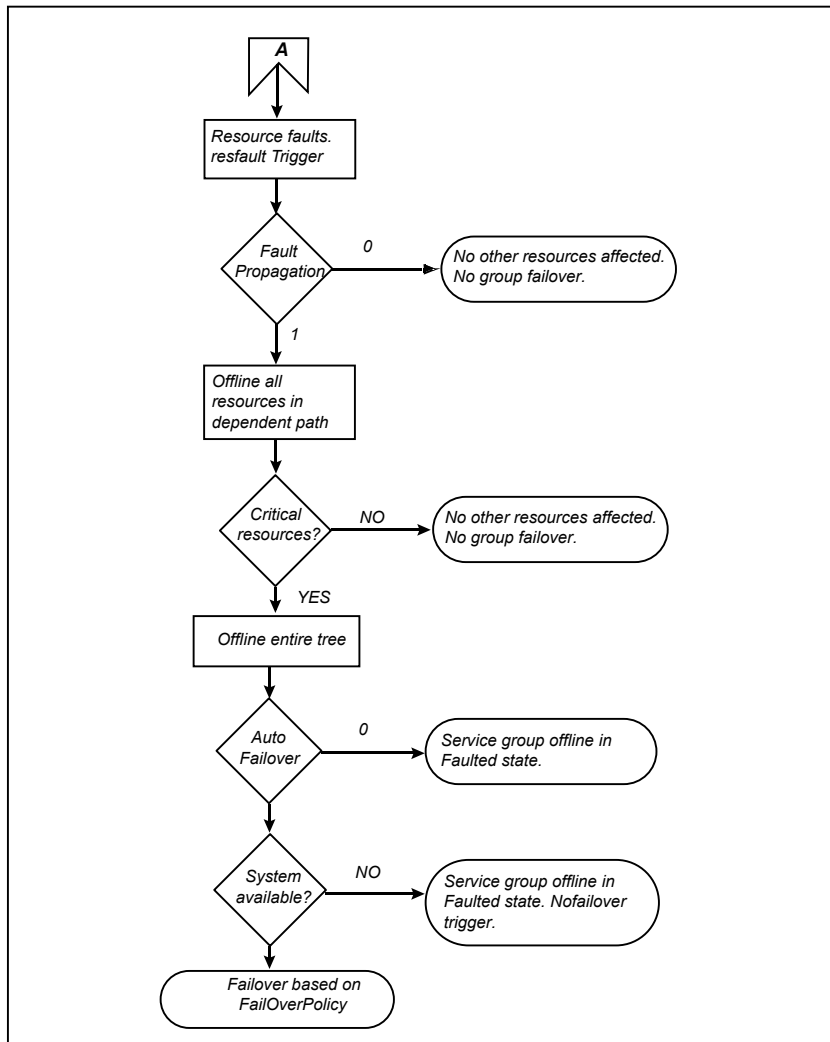 A
Resource faults.
resfault Trigger
Fault
Propagation
0
No other resources affected.
No group failover.
1
Offline all
resources in
dependent path
Critical
resources?
NO
No other resources affected.
No group failover.
YES
Offline entire tree
Auto
Failover
0
Service group offline in
Faulted state.
System
available?
NO
Service group offline in
Faulted state. Nofailover
trigger.
Failover based on
FailOverPolicy